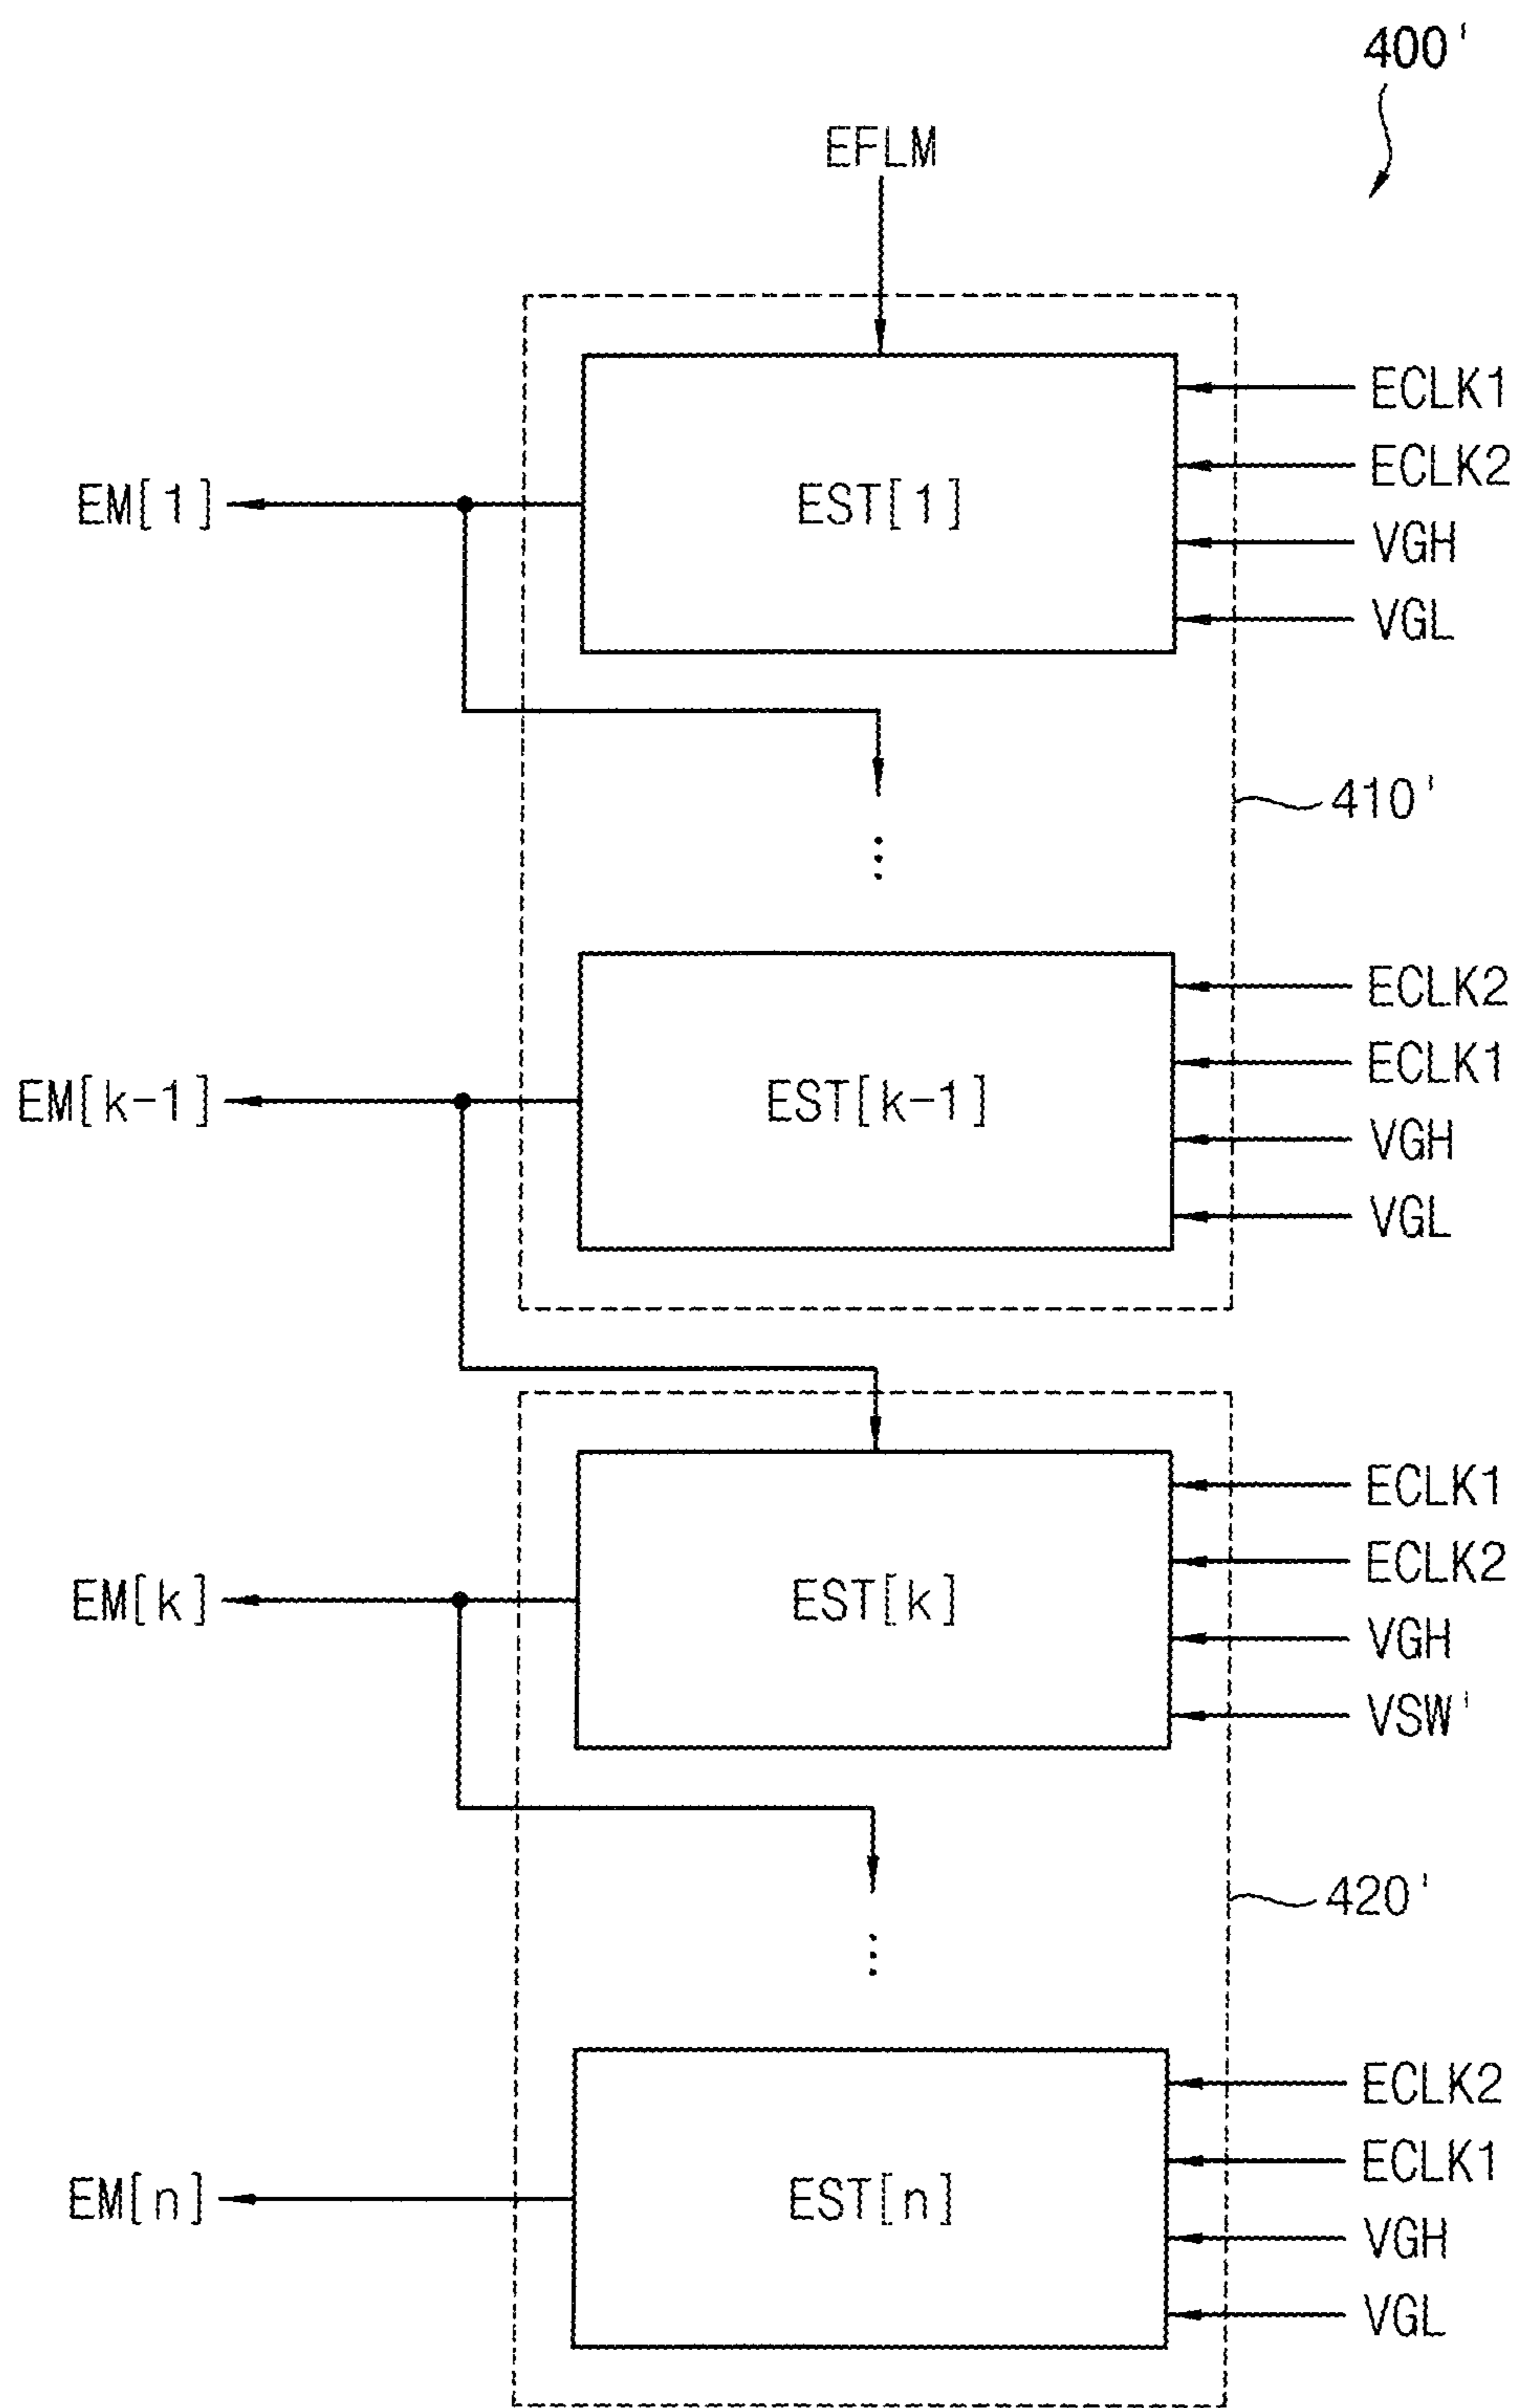 400'
EFLM
ECLK1
ECLK2
EM[1]
EST[1]
VGH
VGL
410'
⋮
ECLK2
ECLK1
EM[k-1]
EST[k-1]
VGH
VGL
ECLK1
ECLK2
EM[k]
EST[k]
VGH
VSW'
420'
⋮
ECLK2
ECLK1
EM[n]
EST[n]
VGH
VGL